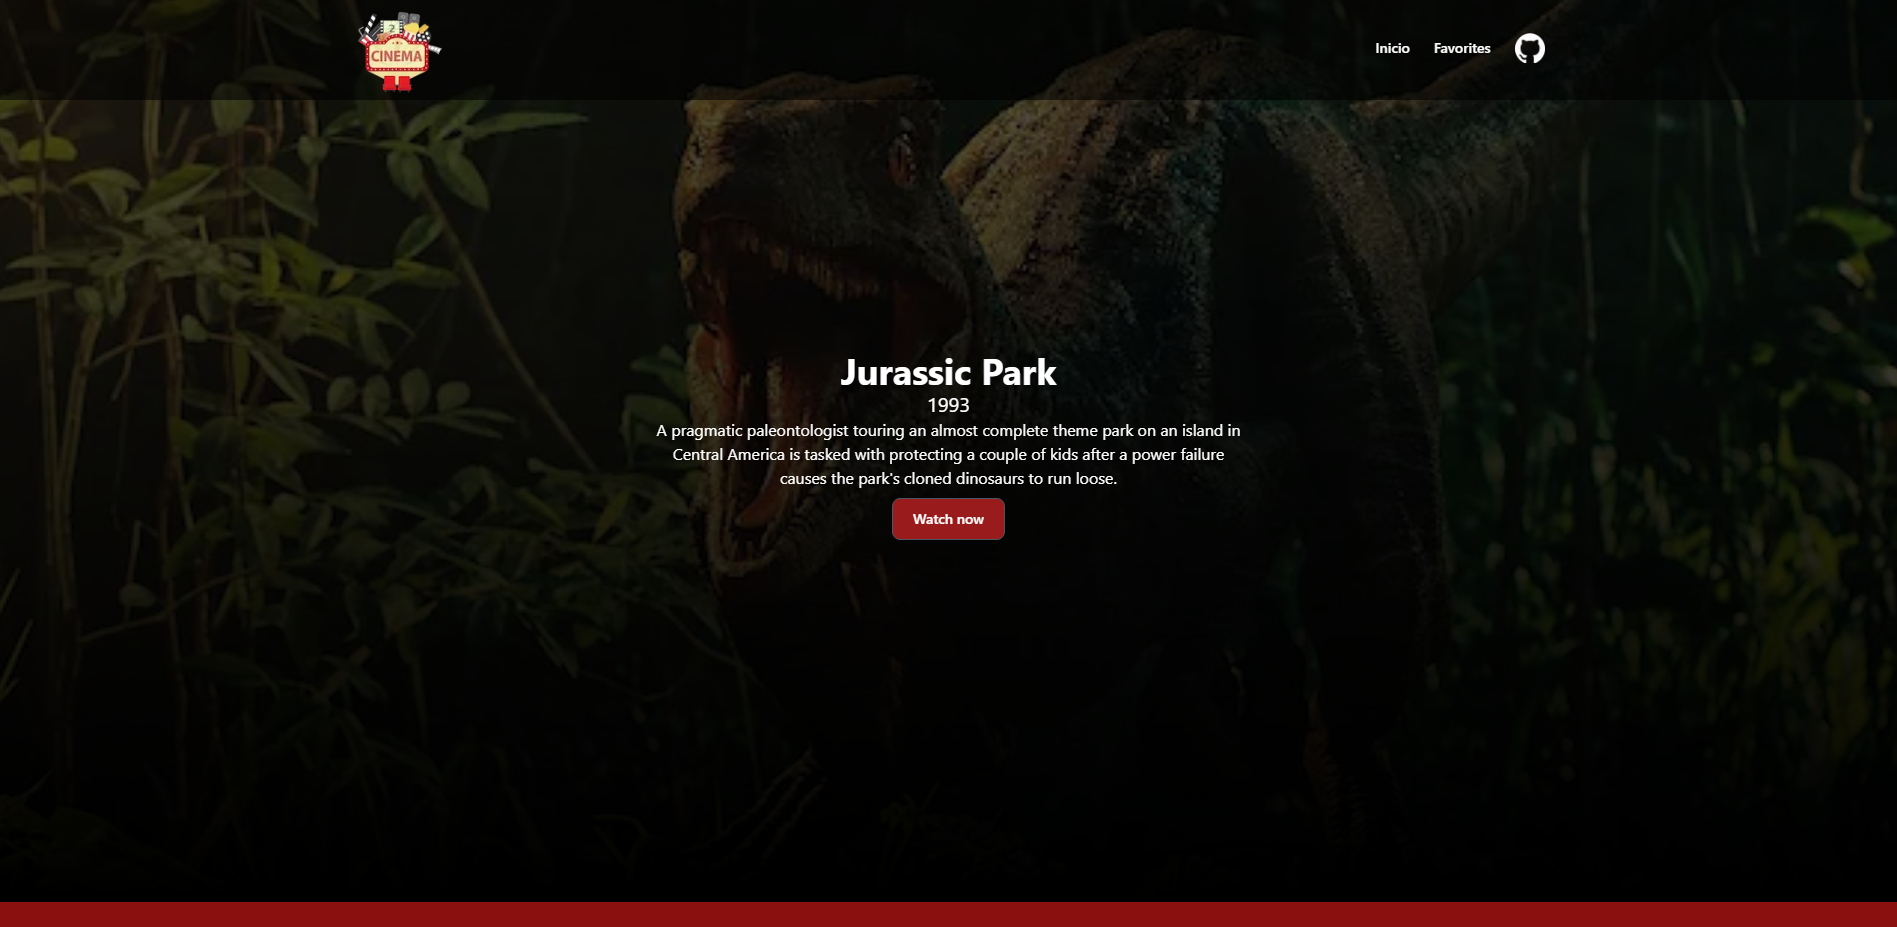 2
CINEMA
Inicio Favorites
Jurassic Park
1993
A pragmatic paleontologist touring an almost complete theme park on an island in
Central America is tasked with protecting a couple of kids after a power failure
causes the park's cloned dinosaurs to run loose.
Watch now